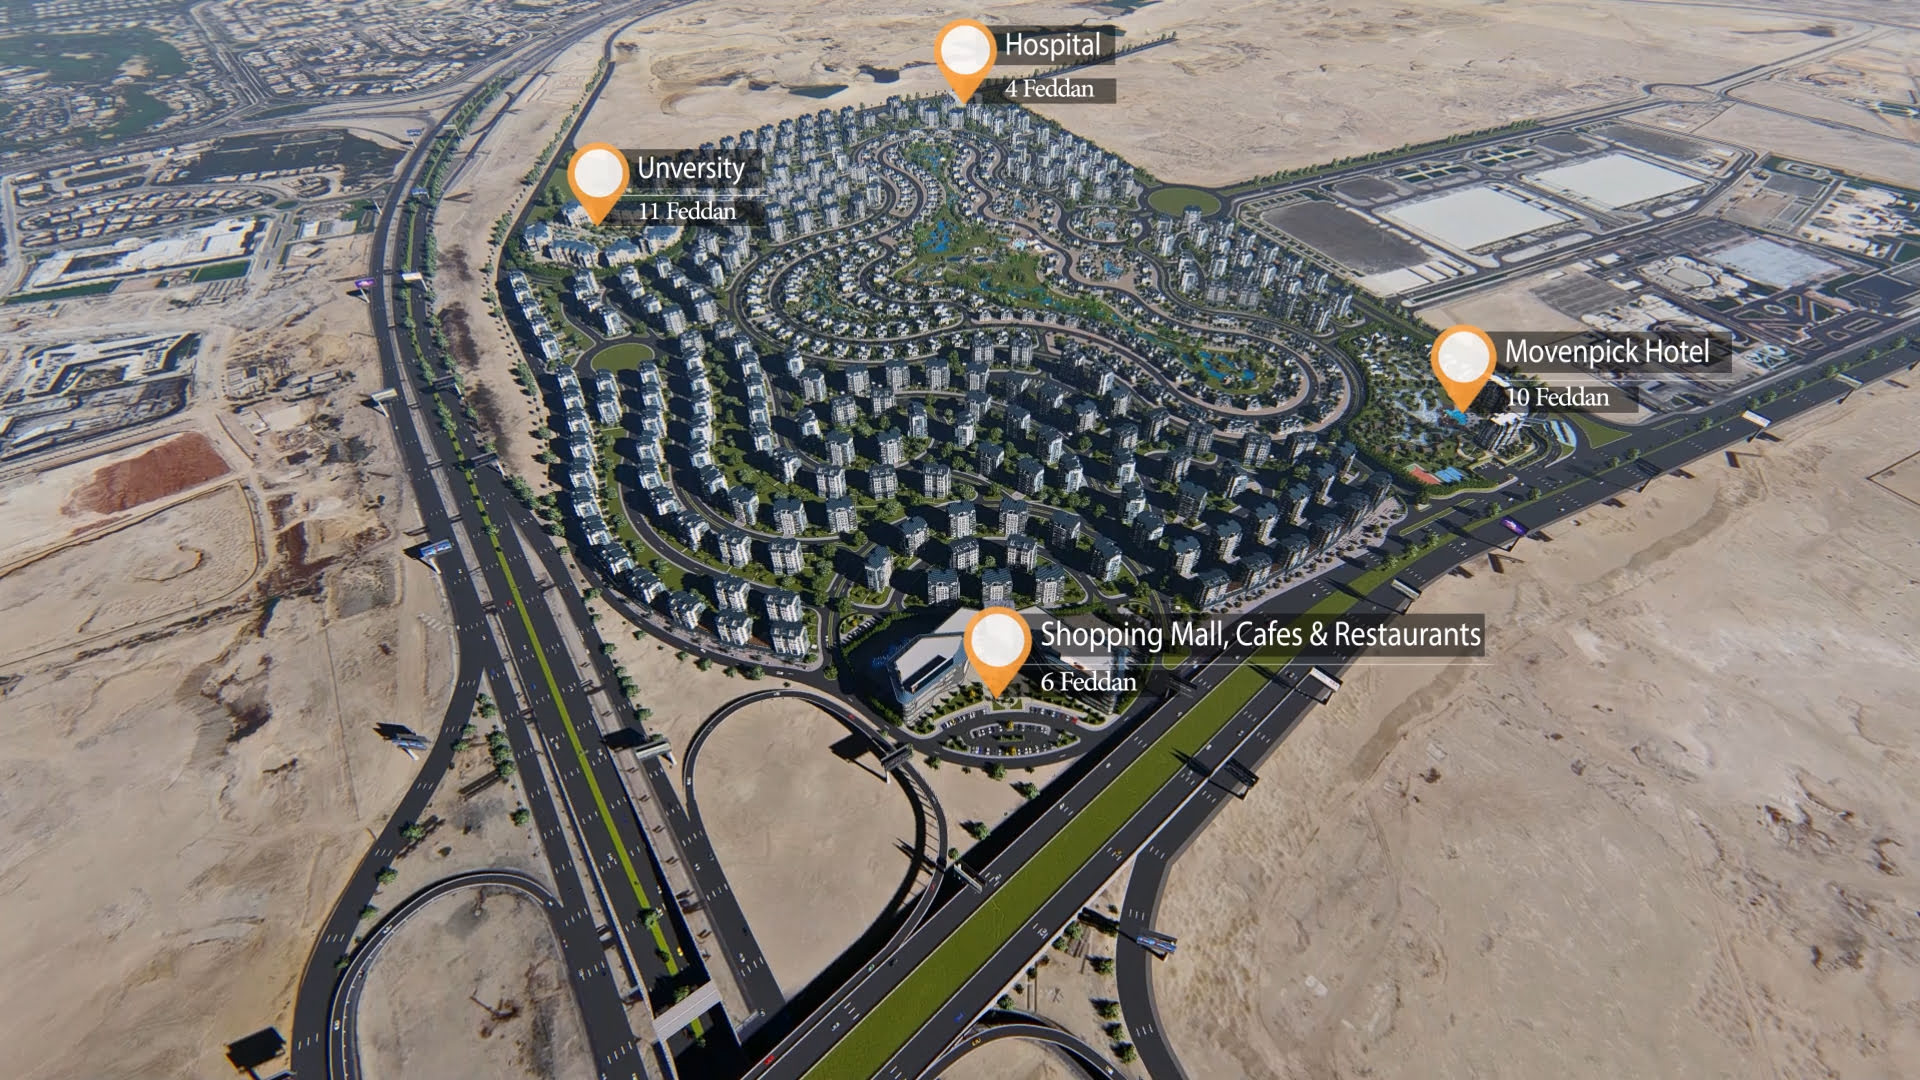 Hospital
4 Feddan
Unversity
11 Feddan
Movenpick Hotel
10 Feddan
Shopping Mall, Cafes & Restaurants
6 Feddan